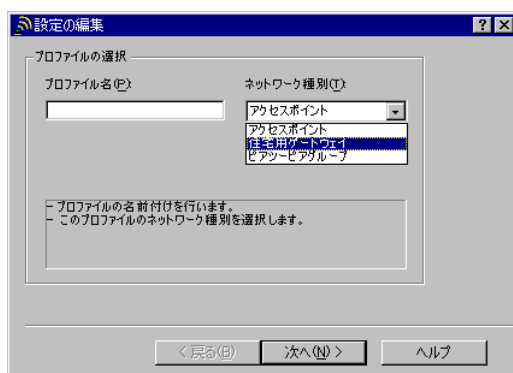 設定の編集
プロファイルの選択
プロファイル名(P):
ネットワーク種別(T):
アクセスポイント
アクセスポイント
住宅用ゲートウェイ
ピアツーピアグループ
- プロファイルの名前付けを行います。
- このプロファイルのネットワーク種別を選択します。
< 戻る(B)
次へ(N) >
ヘルプ